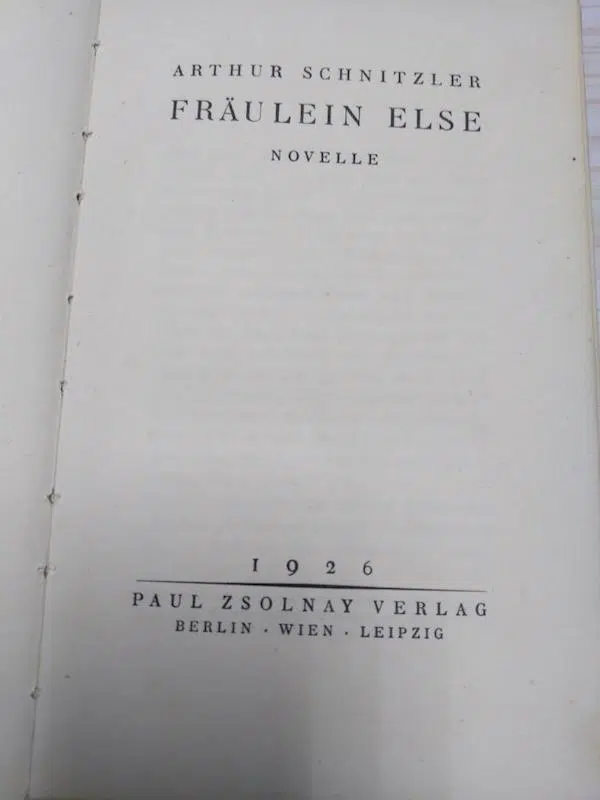 ARTHUR SCHNITZLER
FRÄULEIN ELSE
NOVELLE
1926
PAUL ZSOLNAY VERLAG
BERLIN · WIEN · LEIPZIG